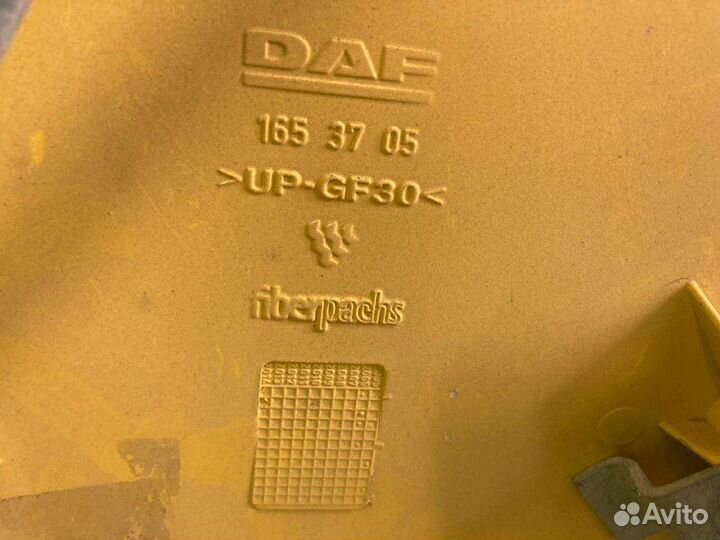 DAF
165 37 05
>UP-GF30<
fiberpachs
Avito